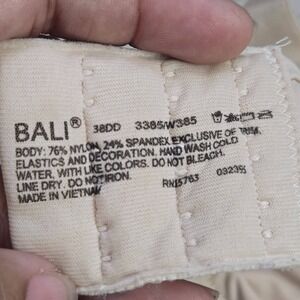 BALI® 38DD 3385/W385
BODY: 76% NYLON, 24% SPANDEX EXCLUSIVE OF TRIM,
ELASTICS AND DECORATION. HAND WASH COLD
WATER, WITH LIKE COLORS. DO NOT BLEACH.
LINE DRY. DO NOT IRON.
MADE IN VIETNAM RN15763